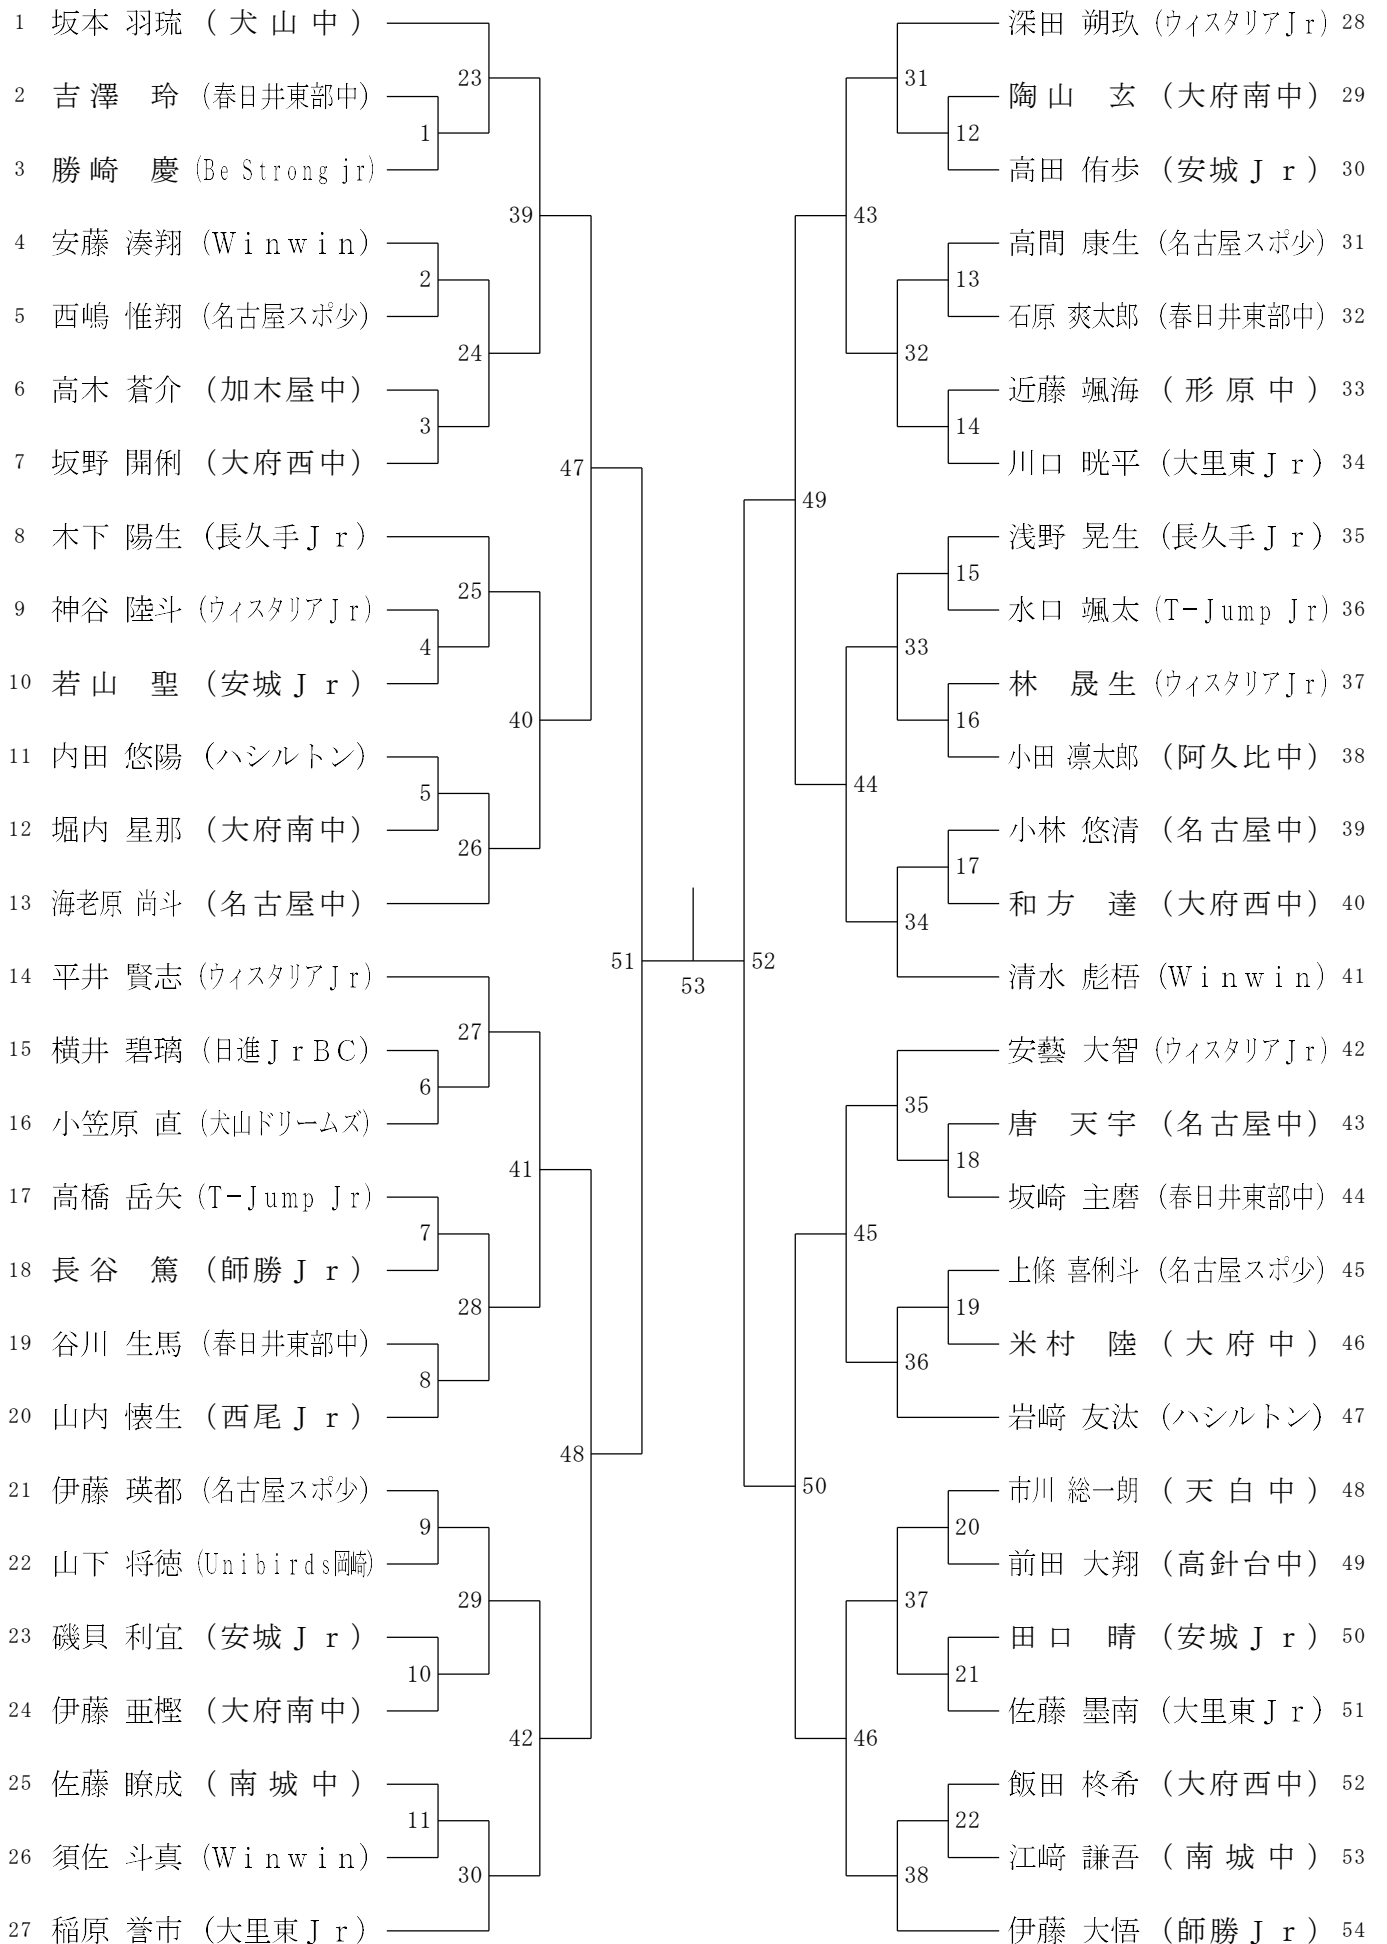 1 坂本 羽琉 (犬山中)
2 吉澤 玲 (春日井東部中)
3 勝崎 慶 (Be Strong jr)
4 安藤 湊翔 (Winwin)
5 西嶋 惟翔 (名古屋スポ少)
6 高木 蒼介 (加木屋中)
7 坂野 開俐 (大府西中)
8 木下 陽生 (長久手Jr)
9 神谷 陸斗 (ウィスタリアJr)
10 若山 聖 (安城Jr)
11 内田 悠陽 (ハシルトン)
12 堀内 星那 (大府南中)
13 海老原 尚斗 (名古屋中)
14 平井 賢志 (ウィスタリアJr)
15 横井 碧璃 (日進JrBC)
16 小笠原 直 (犬山ドリームズ)
17 高橋 岳矢 (T-Jump Jr)
18 長谷 篤 (師勝Jr)
19 谷川 生馬 (春日井東部中)
20 山内 懐生 (西尾Jr)
21 伊藤 瑛都 (名古屋スポ少)
22 山下 将徳 (Unibirds岡崎)
23 磯貝 利宜 (安城Jr)
24 伊藤 亜樫 (大府南中)
25 佐藤 瞭成 (南城中)
26 須佐 斗真 (Winwin)
27 稲原 誉市 (大里東Jr)
1
2
3
4
5
6
7
8
9
10
11
23
24
25
26
27
28
29
30
39
40
41
42
47
48
51
53
52
49
50
43
44
45
46
31
32
33
34
35
36
37
38
12
13
14
15
16
17
18
19
20
21
22
深田 朔玖 (ウィスタリアJr) 28
陶山 玄 (大府南中) 29
高田 侑歩 (安城Jr) 30
高間 康生 (名古屋スポ少) 31
石原 爽太郎 (春日井東部中) 32
近藤 颯海 (形原中) 33
川口 晄平 (大里東Jr) 34
浅野 晃生 (長久手Jr) 35
水口 颯太 (T-Jump Jr) 36
林 晟生 (ウィスタリアJr) 37
小田 凛太郎 (阿久比中) 38
小林 悠清 (名古屋中) 39
和方 達 (大府西中) 40
清水 彪梧 (Winwin) 41
安藝 大智 (ウィスタリアJr) 42
唐 天宇 (名古屋中) 43
坂崎 主磨 (春日井東部中) 44
上條 喜俐斗 (名古屋スポ少) 45
米村 陸 (大府中) 46
岩﨑 友汰 (ハシルトン) 47
市川 総一朗 (天白中) 48
前田 大翔 (高針台中) 49
田口 晴 (安城Jr) 50
佐藤 墨南 (大里東Jr) 51
飯田 柊希 (大府西中) 52
江﨑 謙吾 (南城中) 53
伊藤 大悟 (師勝Jr) 54